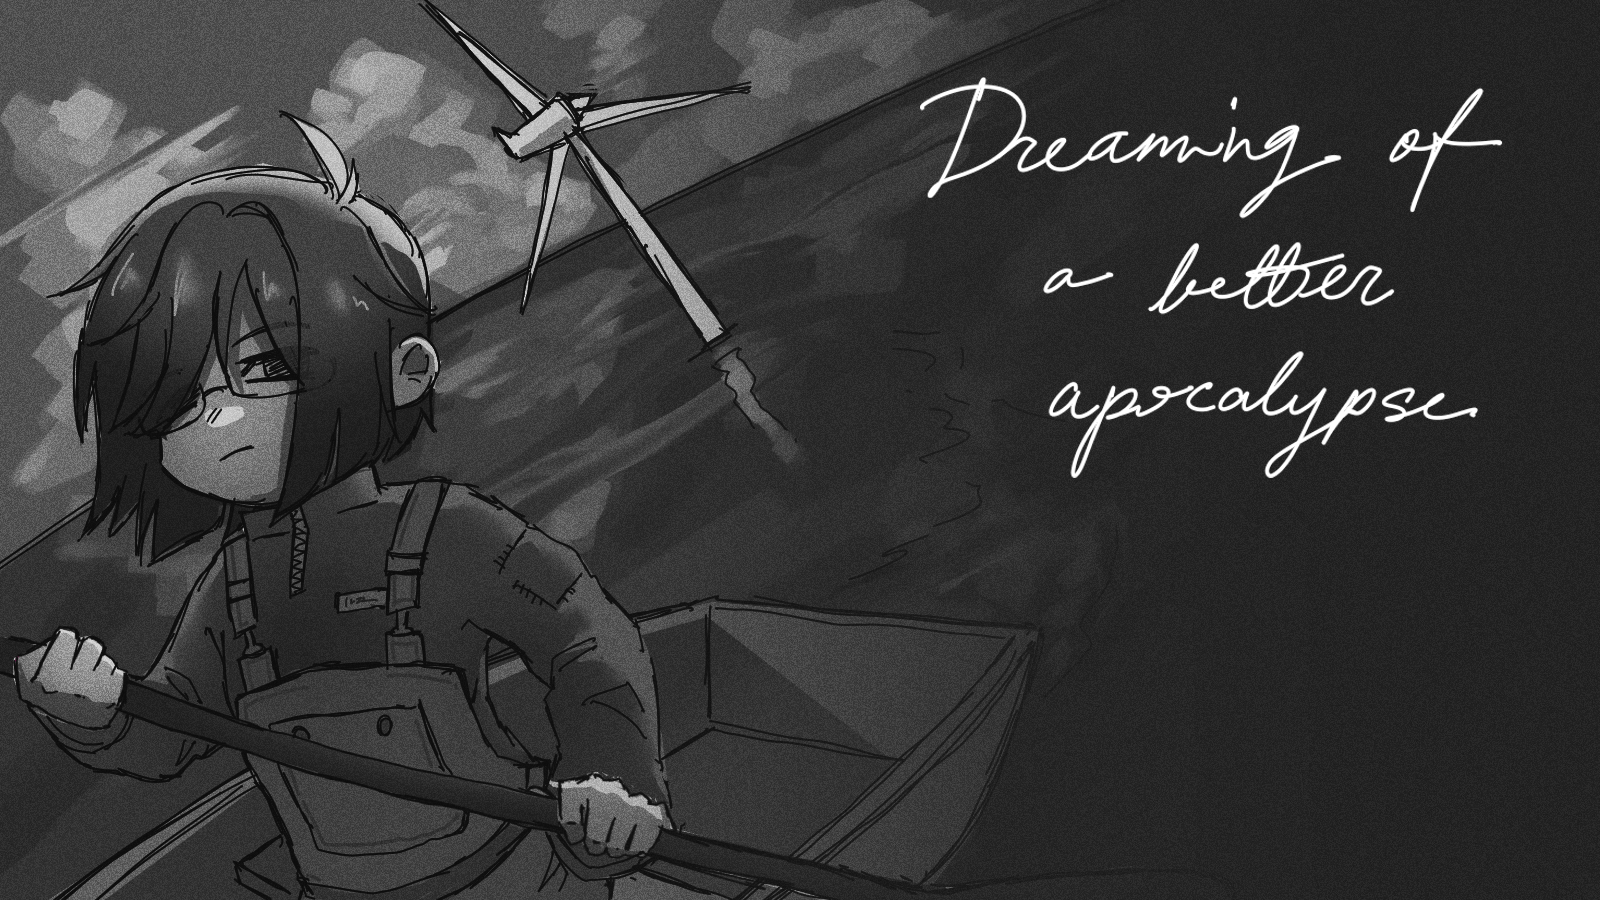 Dreaming of
a better
apocalypse